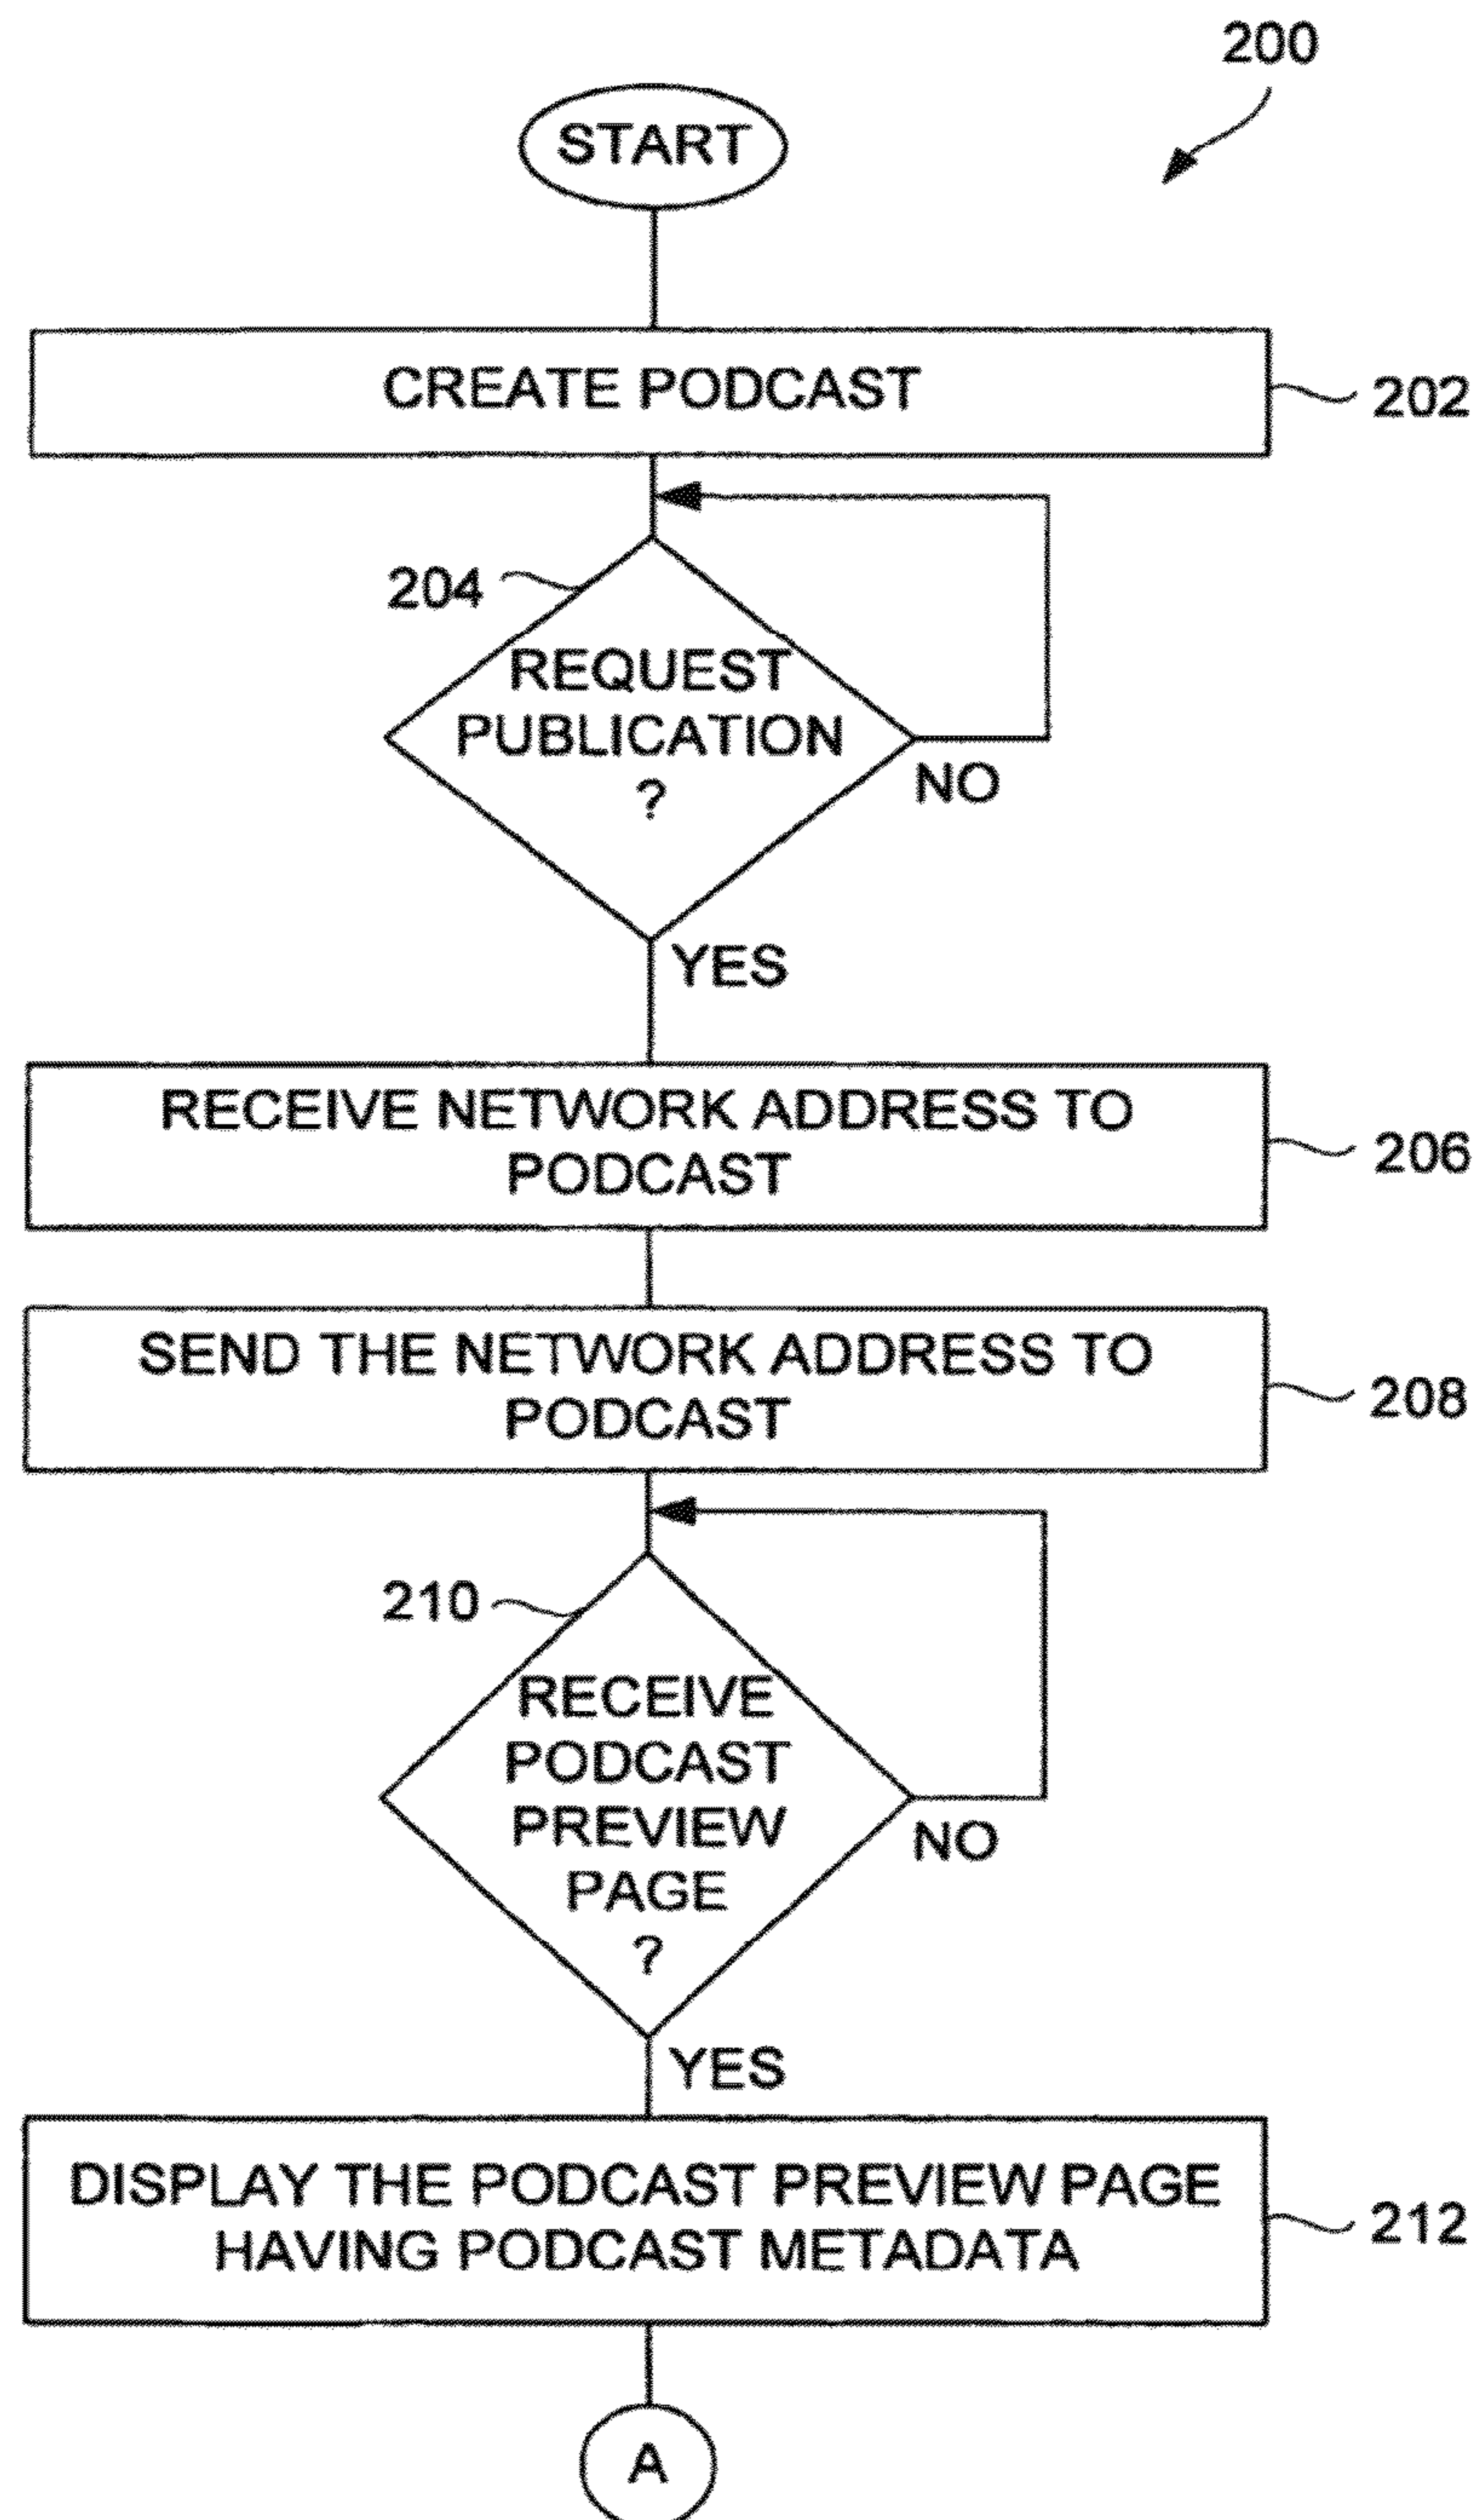 200
START
CREATE PODCAST
202
204
REQUEST
PUBLICATION
?
NO
YES
RECEIVE NETWORK ADDRESS TO
PODCAST
206
SEND THE NETWORK ADDRESS TO
PODCAST
208
210
RECEIVE
PODCAST
PREVIEW
PAGE
?
NO
YES
DISPLAY THE PODCAST PREVIEW PAGE
HAVING PODCAST METADATA
212
A